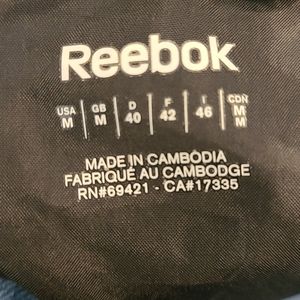 Reebok
USA GB D F I CDN
M M 40 42 46 M M
MADE IN CAMBODIA
FABRIQUÉ AU CAMBODGE
RN#69421 - CA#17335